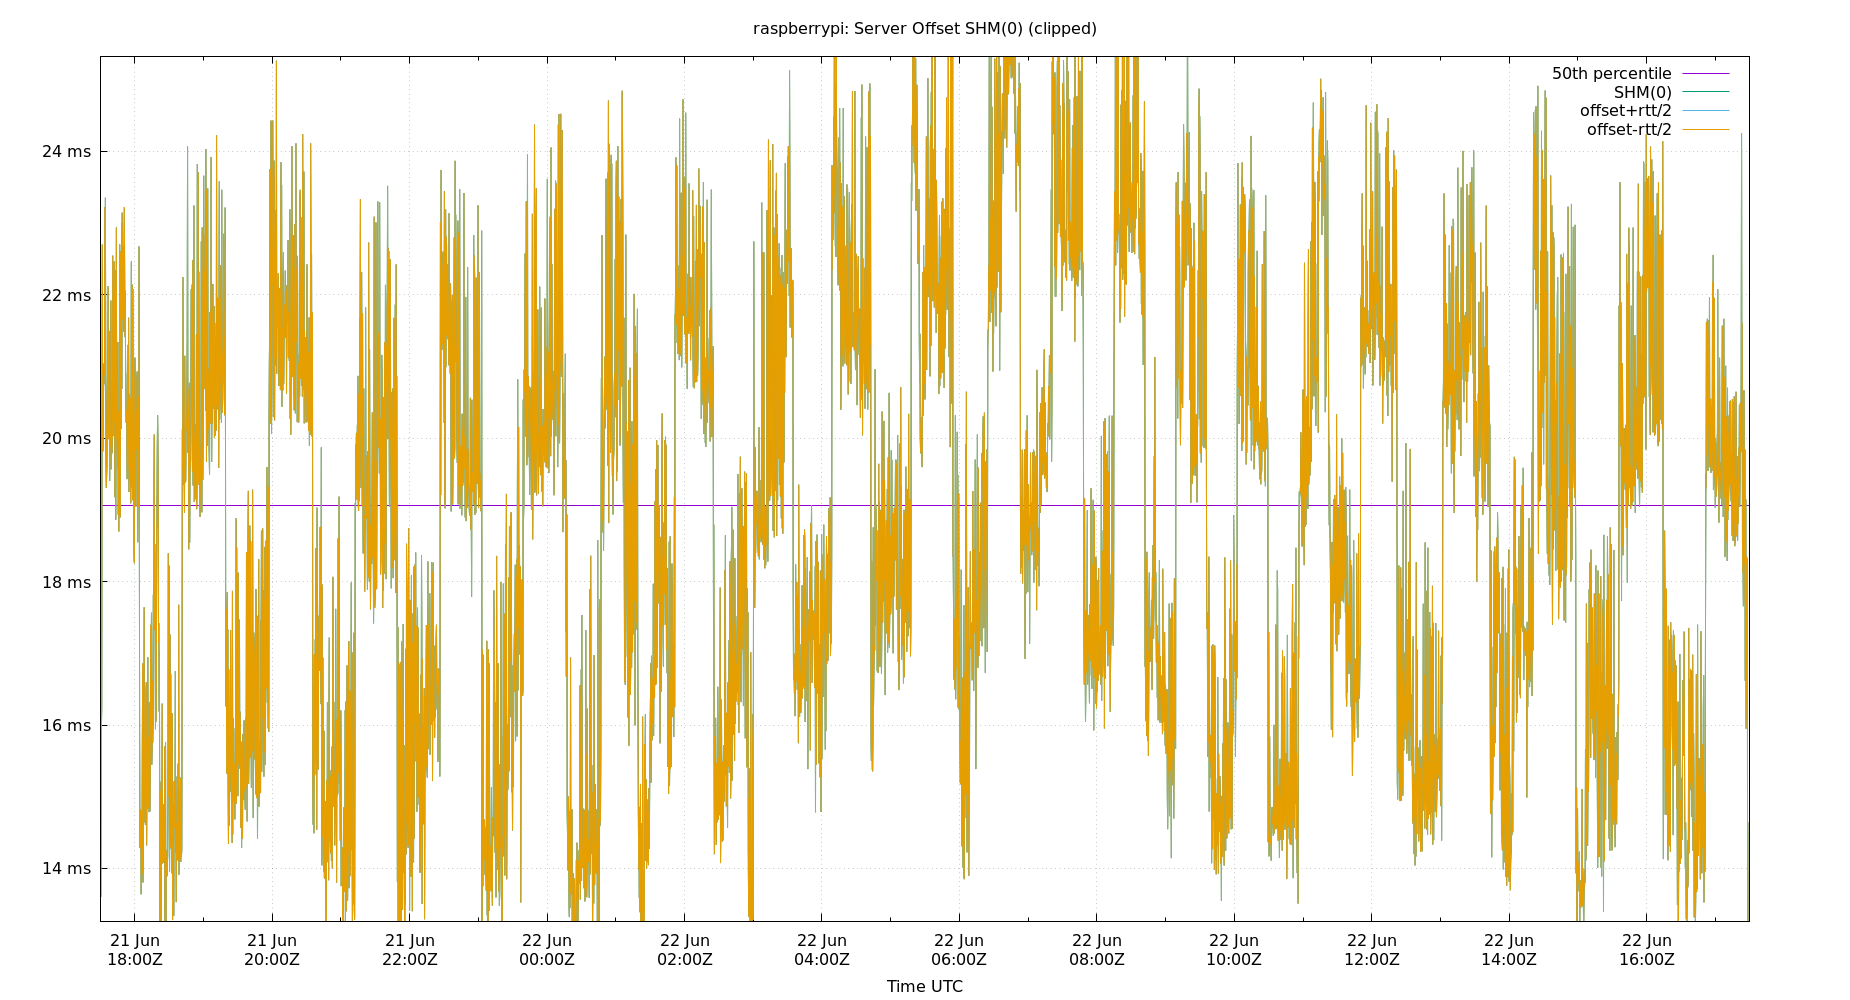 raspberrypi: Server Offset SHM(0) (clipped)
50th percentile
SHM(0)
offset+rtt/2
offset-rtt/2
24 ms
22 ms
20 ms
18 ms
16 ms
14 ms
21 Jun 21 Jun 21 Jun 22 Jun 22 Jun 22 Jun 22 Jun 22 Jun 22 Jun 22 Jun 22 Jun 22 Jun
18:00Z 20:00Z 22:00Z 00:00Z 02:00Z 04:00Z 06:00Z 08:00Z 10:00Z 12:00Z 14:00Z 16:00Z
Time UTC